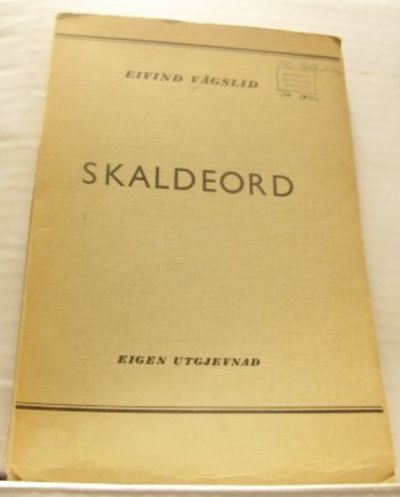 EIVIND VÅGSLID
SKALDEORD
EIGEN UTGJEVNAD